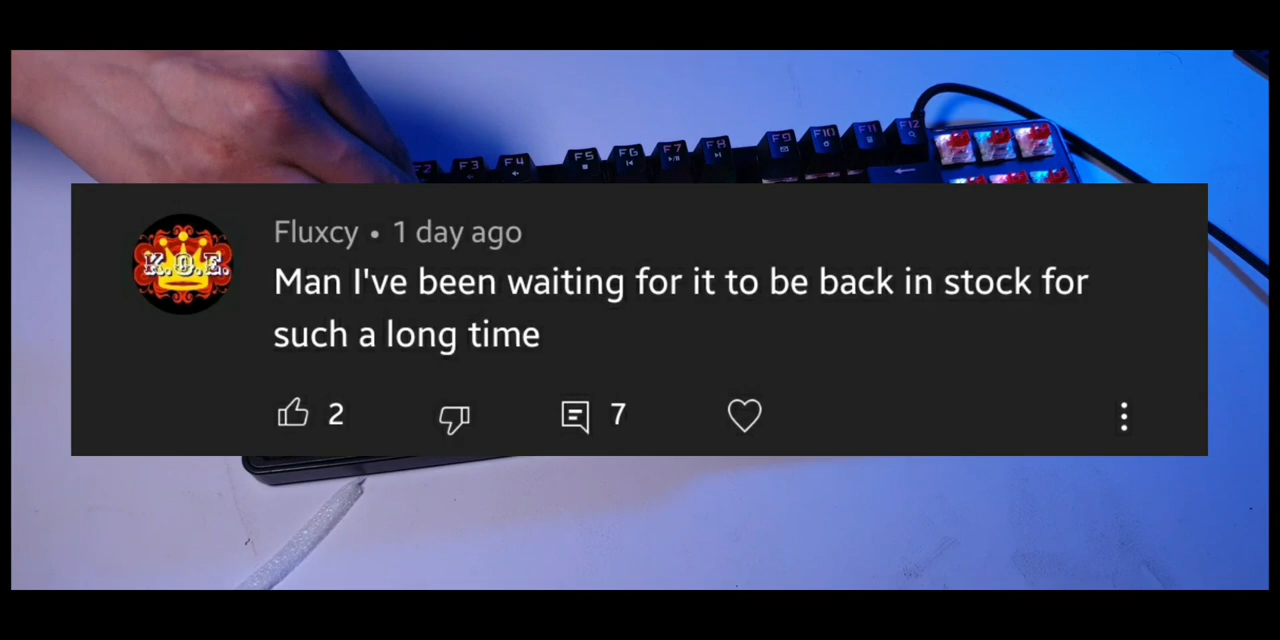 F2 F3 F4 F5 F6 F7 F8 F9 F10 F11 F12
K.O.E.
Fluxcy • 1 day ago
Man I've been waiting for it to be back in stock for
such a long time
2 7